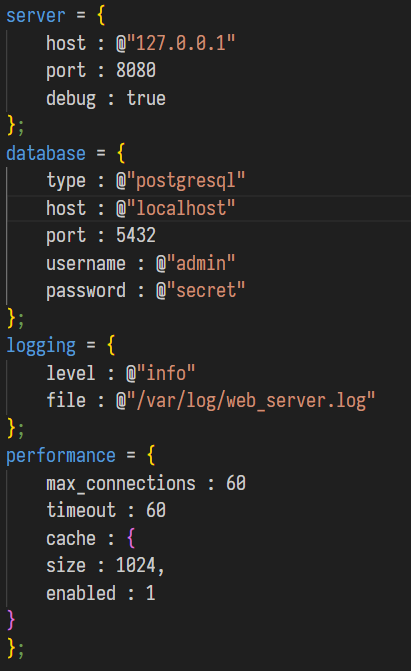 server = {
    host : @"127.0.0.1"
    port : 8080
    debug : true
};
database = {
    type : @"postgresql"
    host : @"localhost"
    port : 5432
    username : @"admin"
    password : @"secret"
};
logging = {
    level : @"info"
    file : @"/var/log/web_server.log"
};
performance = {
    max_connections : 60
    timeout : 60
    cache : {
    size : 1024,
    enabled : 1
}
};